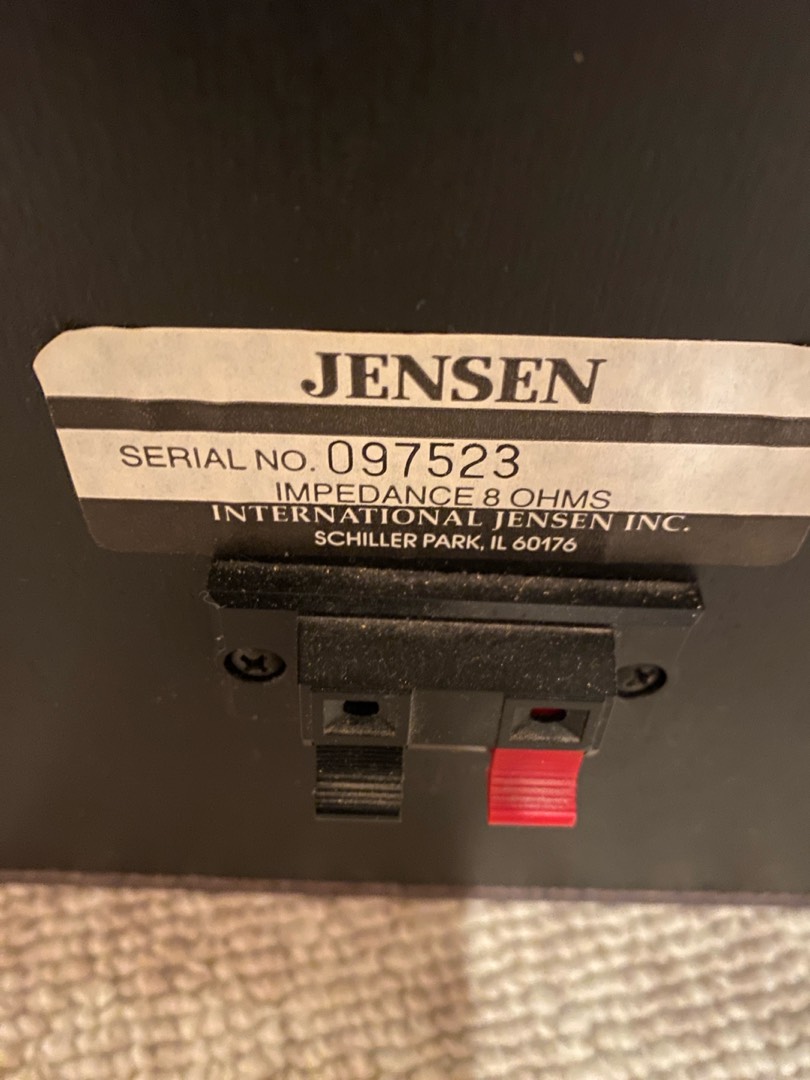 JENSEN
SERIAL NO. 097523
IMPEDANCE 8 OHMS
INTERNATIONAL JENSEN INC.
SCHILLER PARK, IL 60176